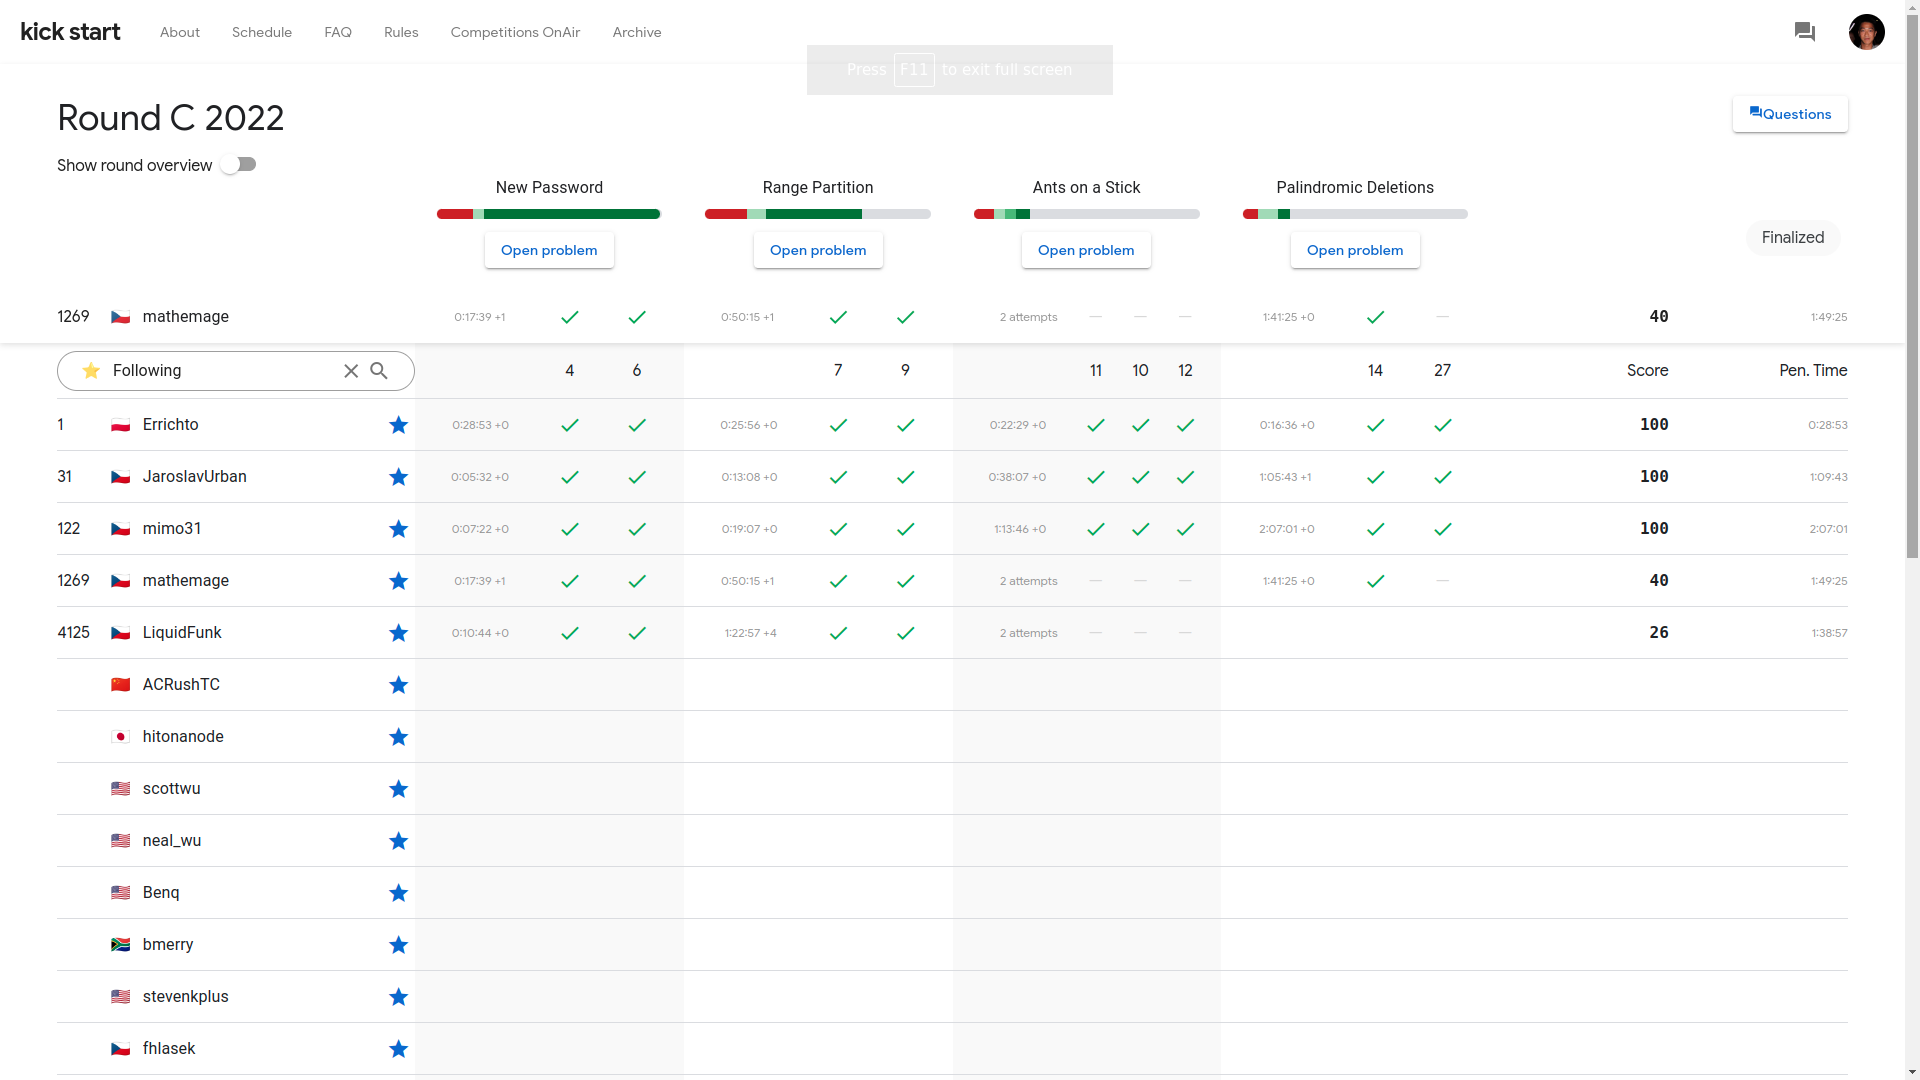 kick start About Schedule FAQ Rules Competitions OnAir Archive
Press F11 to exit full screen
Round C 2022
Questions
Show round overview
New Password Range Partition Ants on a Stick Palindromic Deletions
Open problem Open problem Open problem Open problem
Finalized
1269 mathemage 0:17:39 +1 0:50:15 +1 2 attempts — — — 1:41:25 +0 — 40 1:49:25
Following 4 6 7 9 11 10 12 14 27 Score Pen. Time
1 Errichto 0:28:53 +0 0:25:56 +0 0:22:29 +0 0:16:36 +0 100 0:28:53
31 JaroslavUrban 0:05:32 +0 0:13:08 +0 0:38:07 +0 1:05:43 +1 100 1:09:43
122 mimo31 0:07:22 +0 0:19:07 +0 1:13:46 +0 2:07:01 +0 100 2:07:01
1269 mathemage 0:17:39 +1 0:50:15 +1 2 attempts — — — 1:41:25 +0 — 40 1:49:25
4125 LiquidFunk 0:10:44 +0 1:22:57 +4 2 attempts — — — 26 1:38:57
ACRushTC
hitonanode
scottwu
neal_wu
Benq
bmerry
stevenkplus
fhlasek